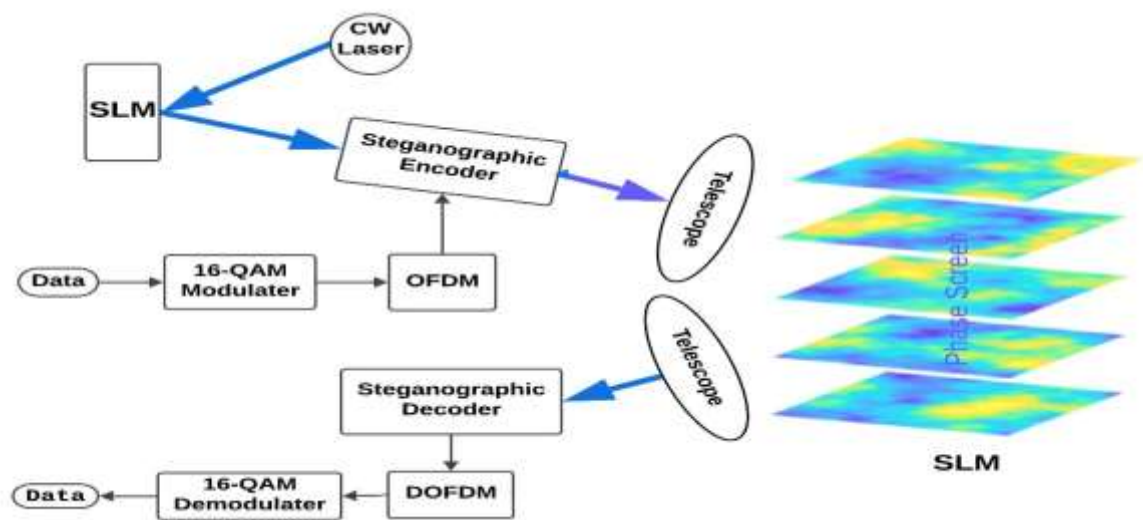 CW
Laser
SLM
Steganographic
Encoder
Telescope
Data
16-QAM
Modulater
OFDM
Phase Screen
Telescope
Steganographic
Decoder
SLM
Data
16-QAM
Demodulater
DOFDM